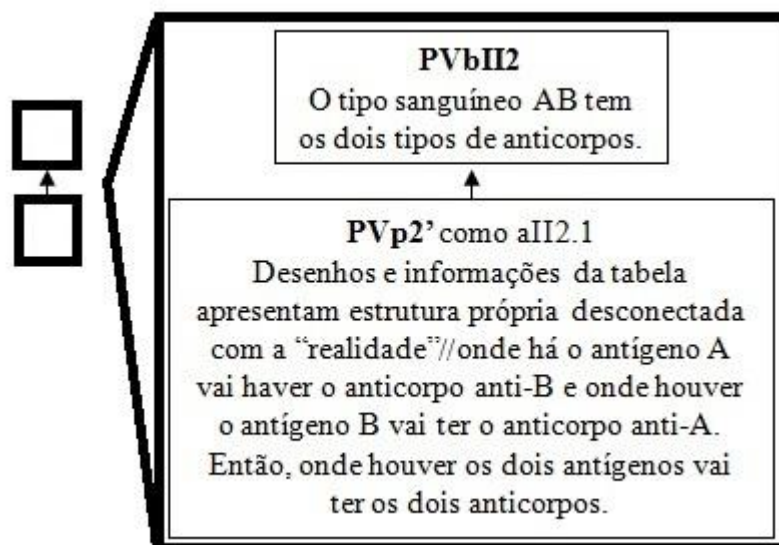 PVbII2
O tipo sanguíneo AB tem
os dois tipos de anticorpos.
PVp2’ como aII2.1
Desenhos e informações da tabela
apresentam estrutura própria desconectada
com a “realidade”//onde há o antígeno A
vai haver o anticorpo anti-B e onde houver
o antígeno B vai ter o anticorpo anti-A.
Então, onde houver os dois antígenos vai
ter os dois anticorpos.